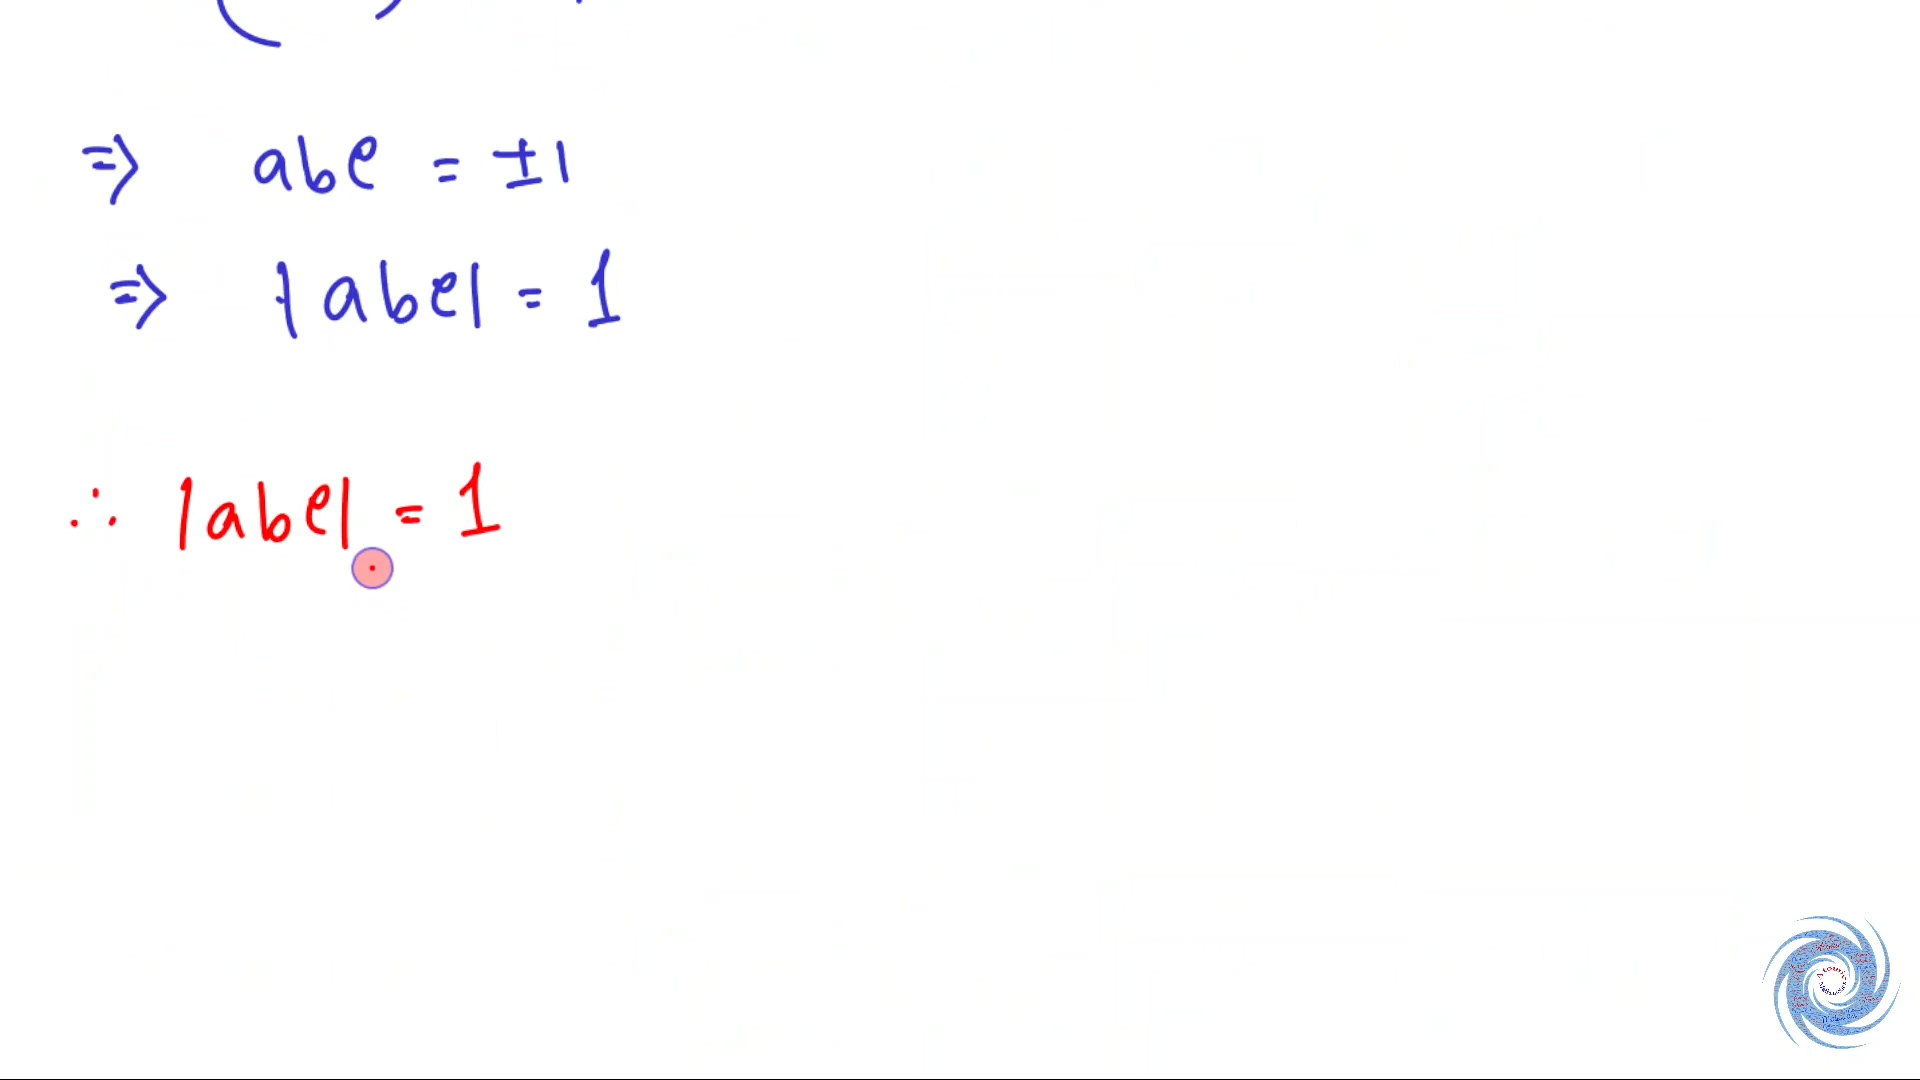 ⇒ abc = ±1
⇒ |abc| = 1
∴ |abc| = 1